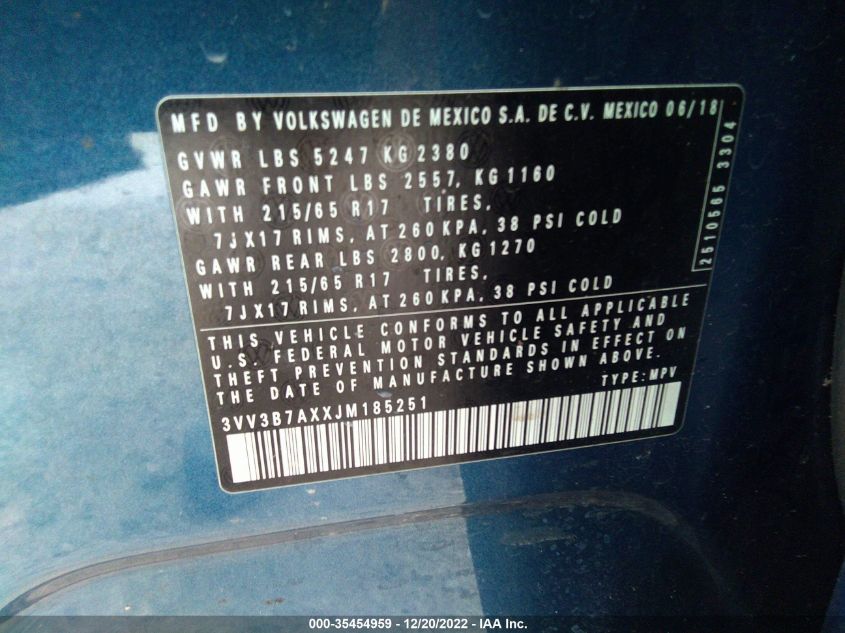 MFD BY VOLKSWAGEN DE MEXICO S.A. DE C.V. MEXICO 06/18
GVWR LBS 5247 KG 2380
GAWR FRONT LBS 2557, KG 1160
WITH 215/65 R17 TIRES,
7JX17 RIMS, AT 260 KPA, 38 PSI COLD
GAWR REAR LBS 2800, KG 1270
WITH 215/65 R17 TIRES,
7JX17 RIMS, AT 260 KPA, 38 PSI COLD
2510565 3304
THIS VEHICLE CONFORMS TO ALL APPLICABLE
U.S. FEDERAL MOTOR VEHICLE SAFETY AND
THEFT PREVENTION STANDARDS IN EFFECT ON
THE DATE OF MANUFACTURE SHOWN ABOVE.
3VV3B7AXXJM185251 TYPE:MPV
000-35454959 - 12/20/2022 - IAA Inc.